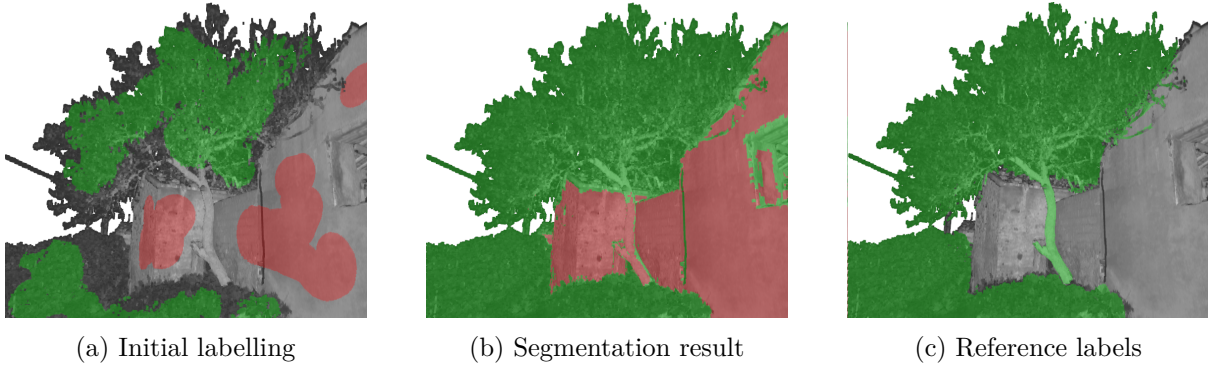 (a) Initial labelling
(b) Segmentation result
(c) Reference labels